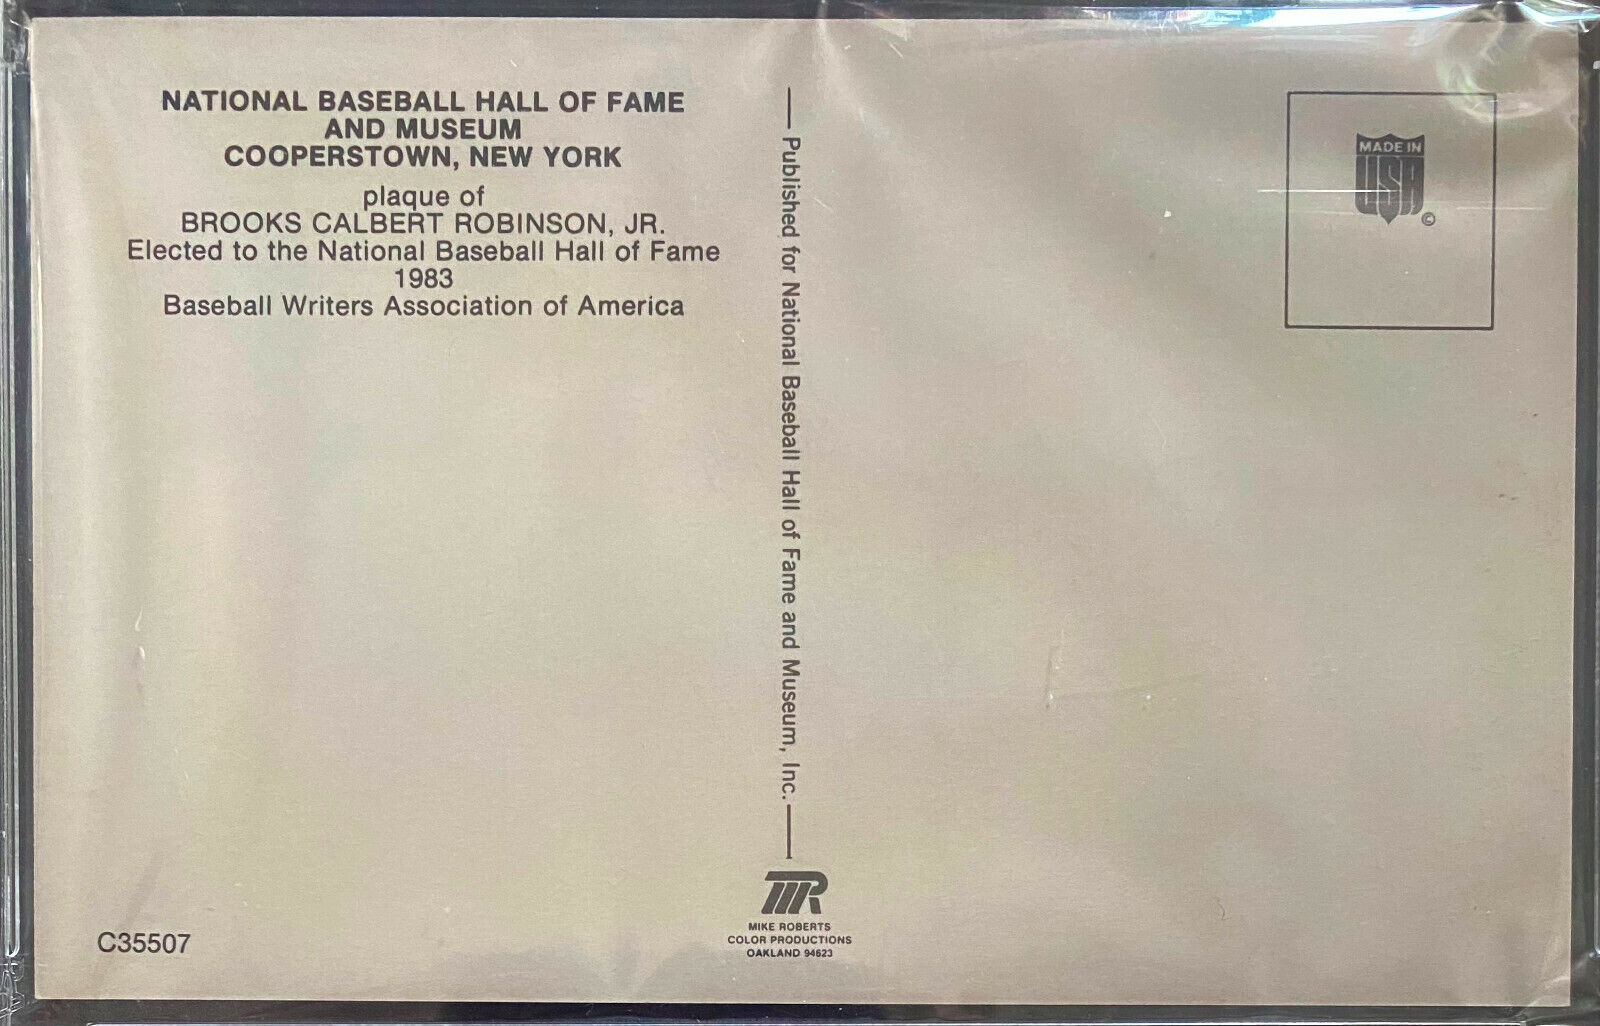 NATIONAL BASEBALL HALL OF FAME
AND MUSEUM
COOPERSTOWN, NEW YORK
plaque of
BROOKS CALBERT ROBINSON, JR.
Elected to the National Baseball Hall of Fame
1983
Baseball Writers Association of America
C35507
Published for National Baseball Hall of Fame and Museum, Inc.
MR
MIKE ROBERTS
COLOR PRODUCTIONS
OAKLAND 94623
MADE IN
USA
©